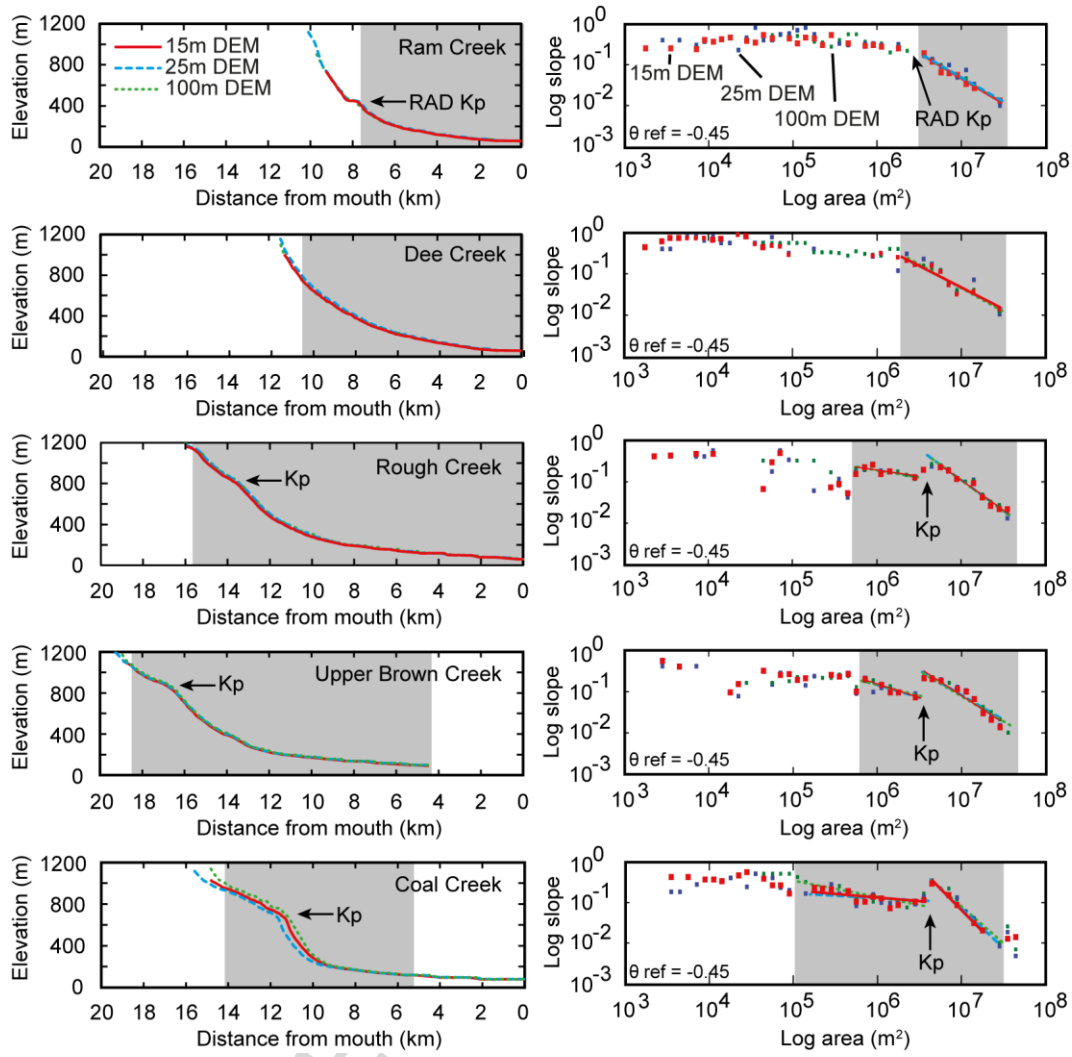 Elevation (m)
1200
800
400
0
15m DEM
25m DEM
100m DEM
Ram Creek
RAD Kp
20 18 16 14 12 10 8 6 4 2 0
Distance from mouth (km)
Log slope
10^0
10^-1
10^-2
10^-3
15m DEM
25m DEM
100m DEM
RAD Kp
θ ref = -0.45
10^3 10^4 10^5 10^6 10^7 10^8
Log area (m²)
Elevation (m)
1200
800
400
0
Dee Creek
20 18 16 14 12 10 8 6 4 2 0
Distance from mouth (km)
Log slope
10^0
10^-1
10^-2
10^-3
θ ref = -0.45
10^3 10^4 10^5 10^6 10^7 10^8
Log area (m²)
Elevation (m)
1200
800
400
0
Rough Creek
Kp
20 18 16 14 12 10 8 6 4 2 0
Distance from mouth (km)
Log slope
10^0
10^-1
10^-2
10^-3
Kp
θ ref = -0.45
10^3 10^4 10^5 10^6 10^7 10^8
Log area (m²)
Elevation (m)
1200
800
400
0
Upper Brown Creek
Kp
20 18 16 14 12 10 8 6 4 2 0
Distance from mouth (km)
Log slope
10^0
10^-1
10^-2
10^-3
Kp
θ ref = -0.45
10^3 10^4 10^5 10^6 10^7 10^8
Log area (m²)
Elevation (m)
1200
800
400
0
Coal Creek
Kp
20 18 16 14 12 10 8 6 4 2 0
Distance from mouth (km)
Log slope
10^0
10^-1
10^-2
10^-3
Kp
θ ref = -0.45
10^3 10^4 10^5 10^6 10^7 10^8
Log area (m²)